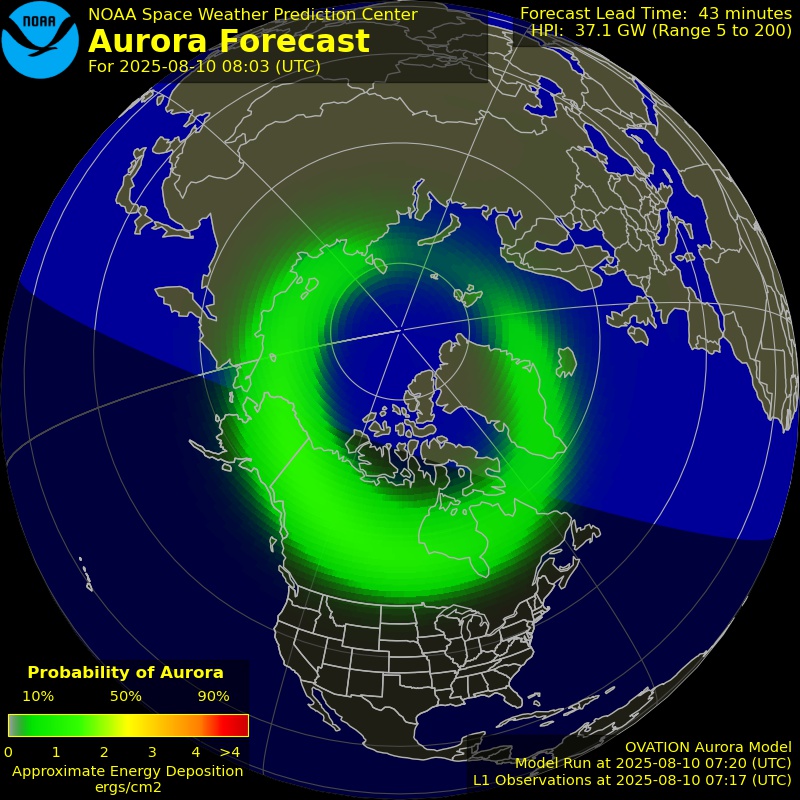 NOAA
NOAA Space Weather Prediction Center
Aurora Forecast
For 2025-08-10 08:03 (UTC)
Forecast Lead Time: 43 minutes
HPI: 37.1 GW (Range 5 to 200)
Probability of Aurora
10% 50% 90%
0 1 2 3 4 >4
Approximate Energy Deposition
ergs/cm2
OVATION Aurora Model
Model Run at 2025-08-10 07:20 (UTC)
L1 Observations at 2025-08-10 07:17 (UTC)